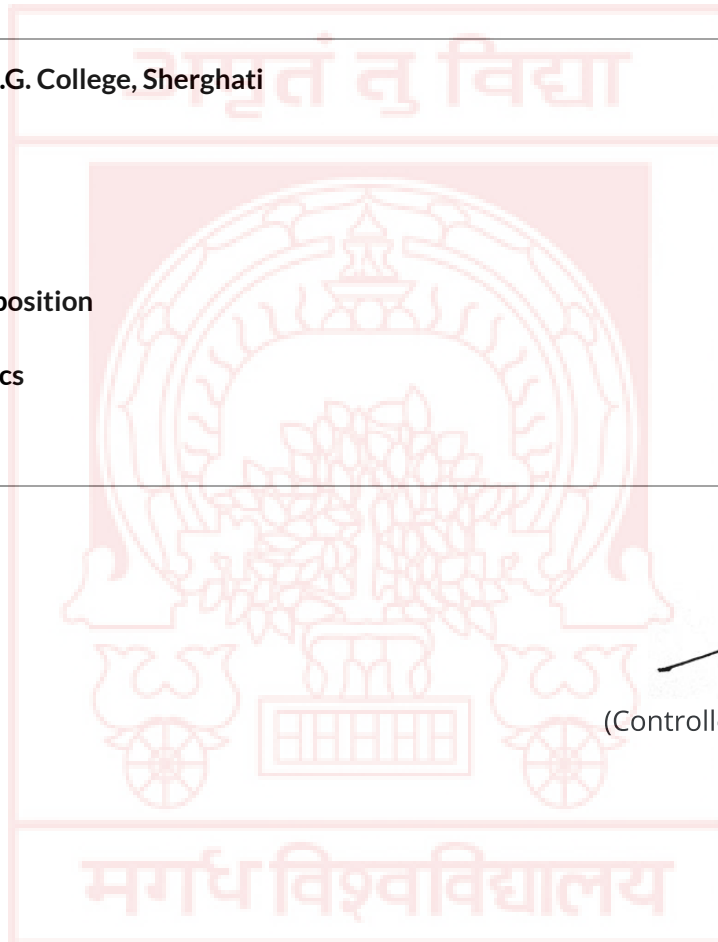 अमृतं तु विद्या
.G. College, Sherghati
position
cs
(Controll
मगध विश्वविद्यालय